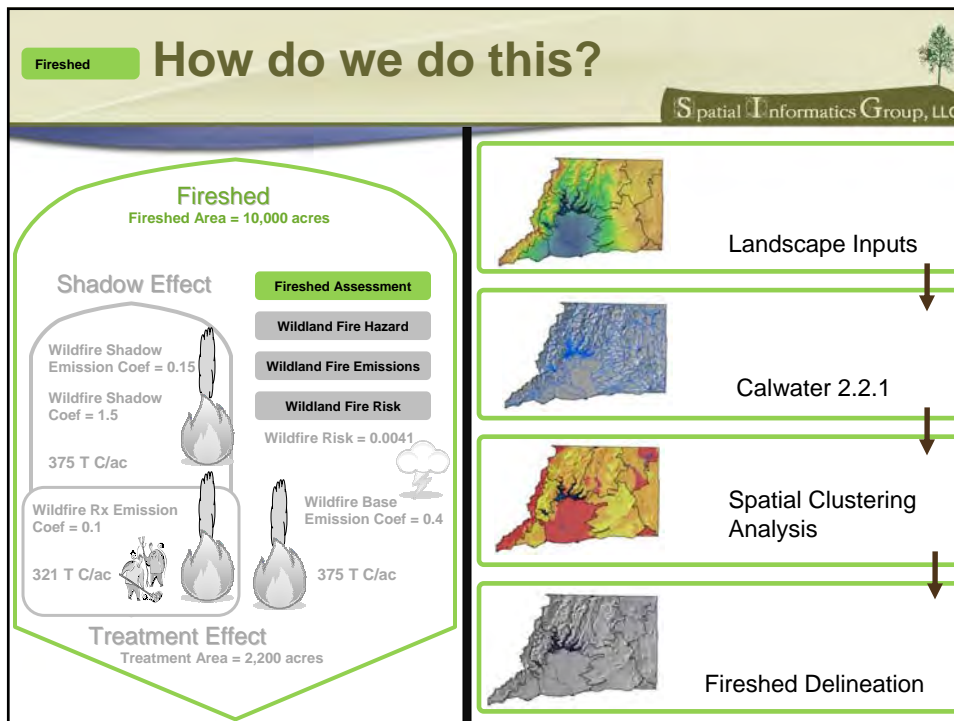 Fireshed
How do we do this?
Spatial Informatics Group, LLC
Fireshed
Fireshed Area = 10,000 acres
Shadow Effect
Fireshed Assessment
Wildland Fire Hazard
Wildland Fire Emissions
Wildland Fire Risk
Wildfire Shadow
Emission Coef = 0.15
Wildfire Shadow
Coef = 1.5
375 T C/ac
Wildfire Risk = 0.0041
Wildfire Rx Emission
Coef = 0.1
321 T C/ac
Wildfire Base
Emission Coef = 0.4
375 T C/ac
Treatment Effect
Treatment Area = 2,200 acres
Landscape Inputs
Calwater 2.2.1
Spatial Clustering
Analysis
Fireshed Delineation